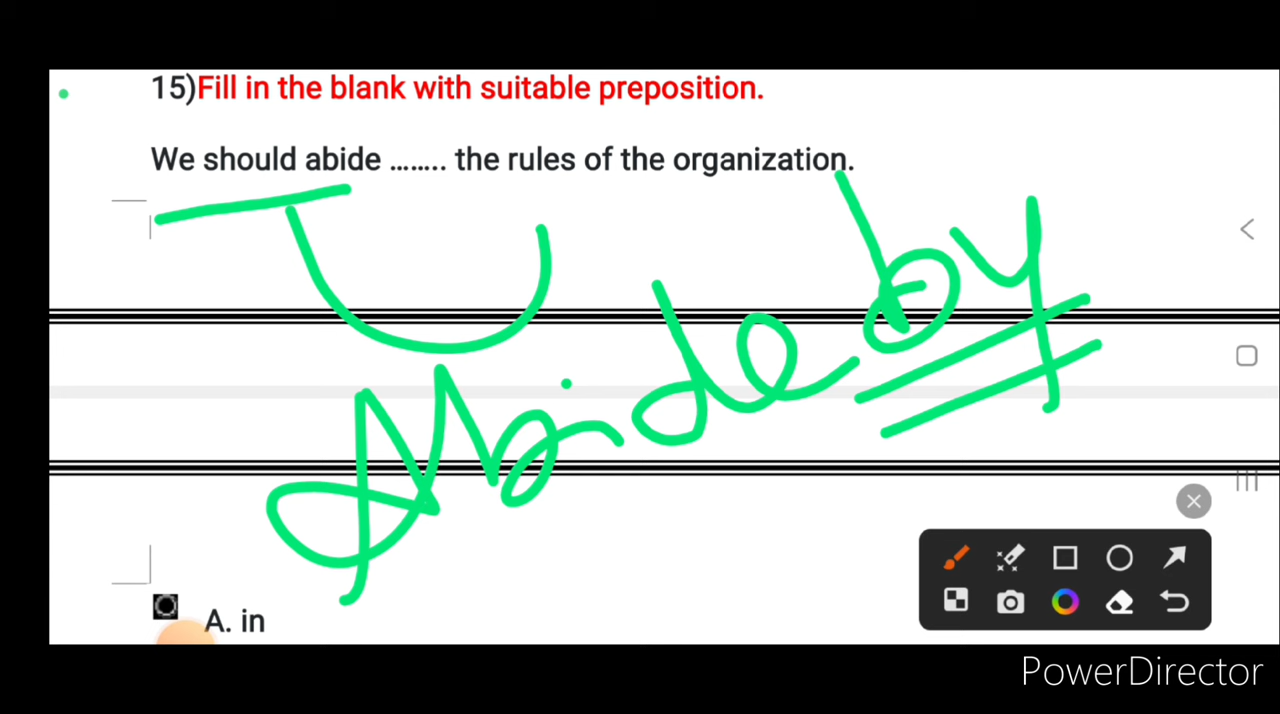 15)Fill in the blank with suitable preposition.
We should abide …….. the rules of the organization.
Abide by
A. in
PowerDirector